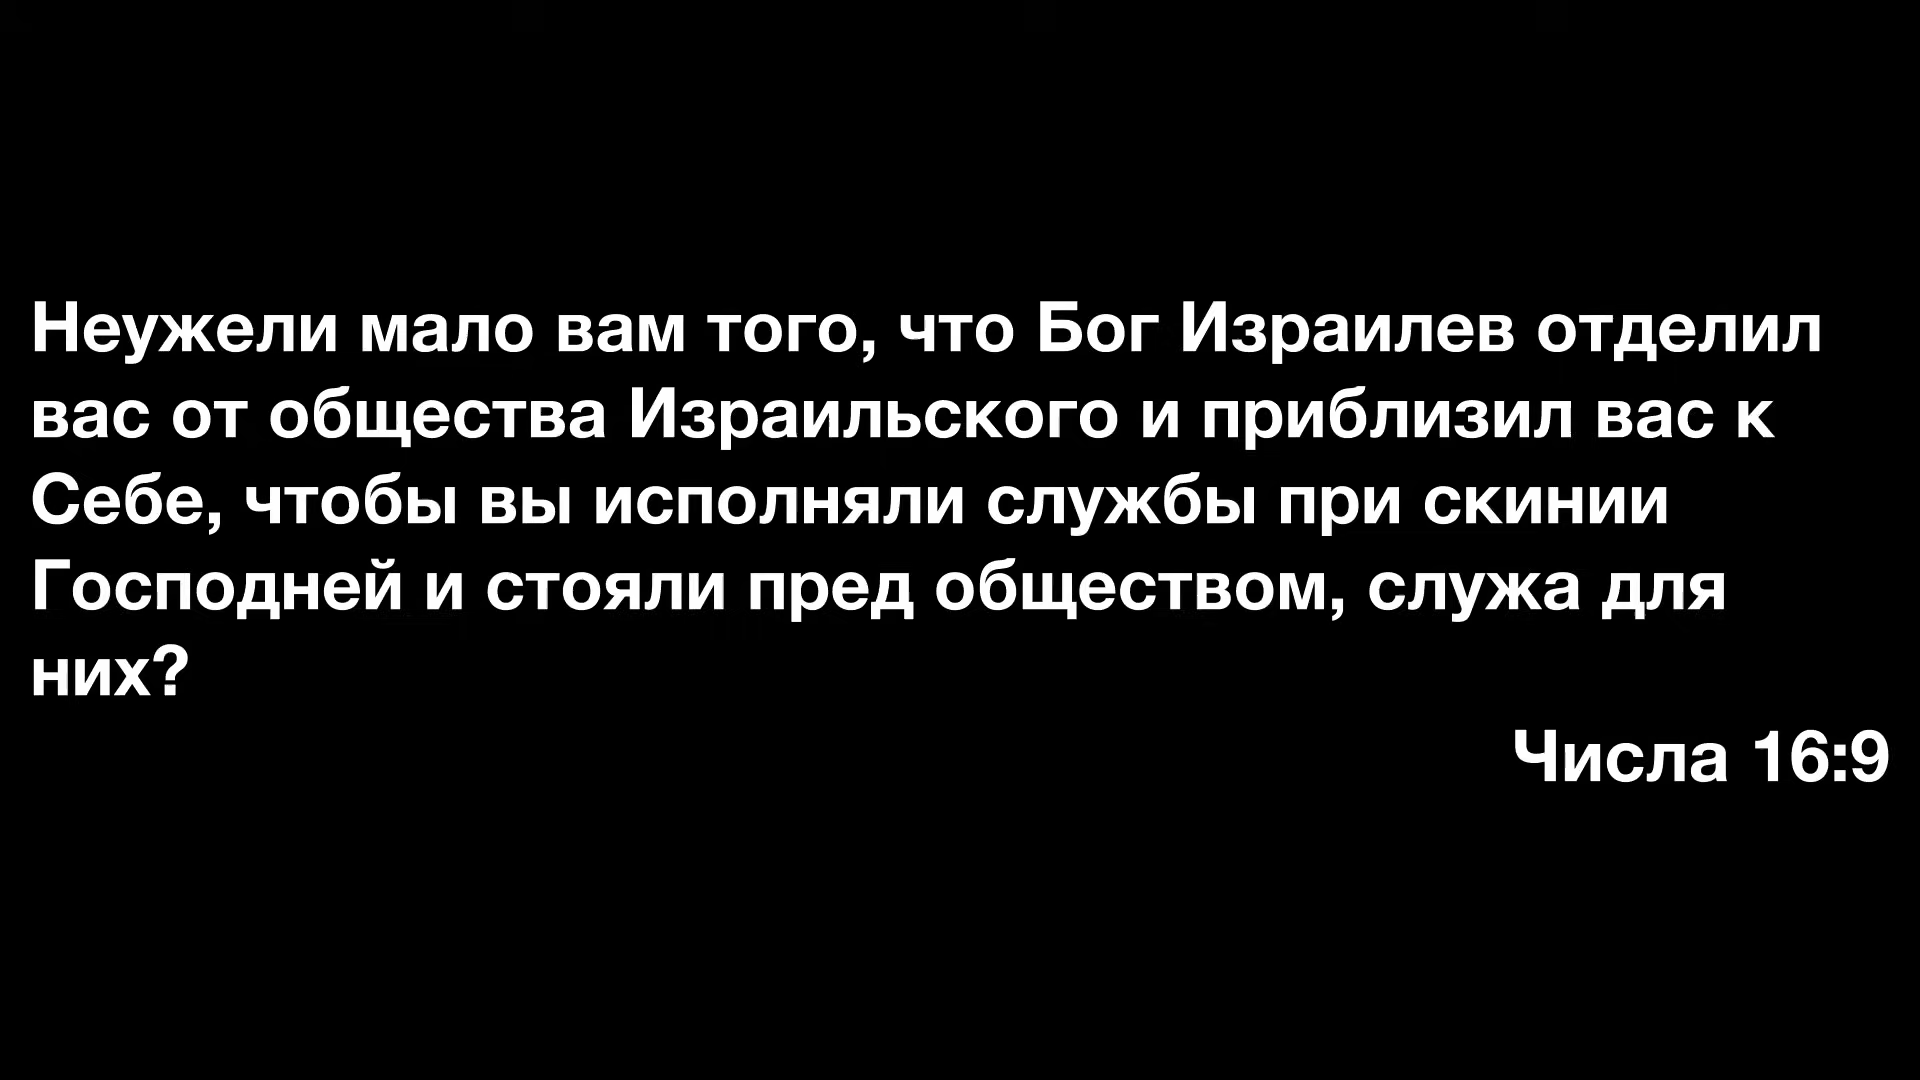 Неужели мало вам того, что Бог Израилев отделил
вас от общества Израильского и приблизил вас к
Себе, чтобы вы исполняли службы при скинии
Господней и стояли пред обществом, служа для
них?
Числа 16:9